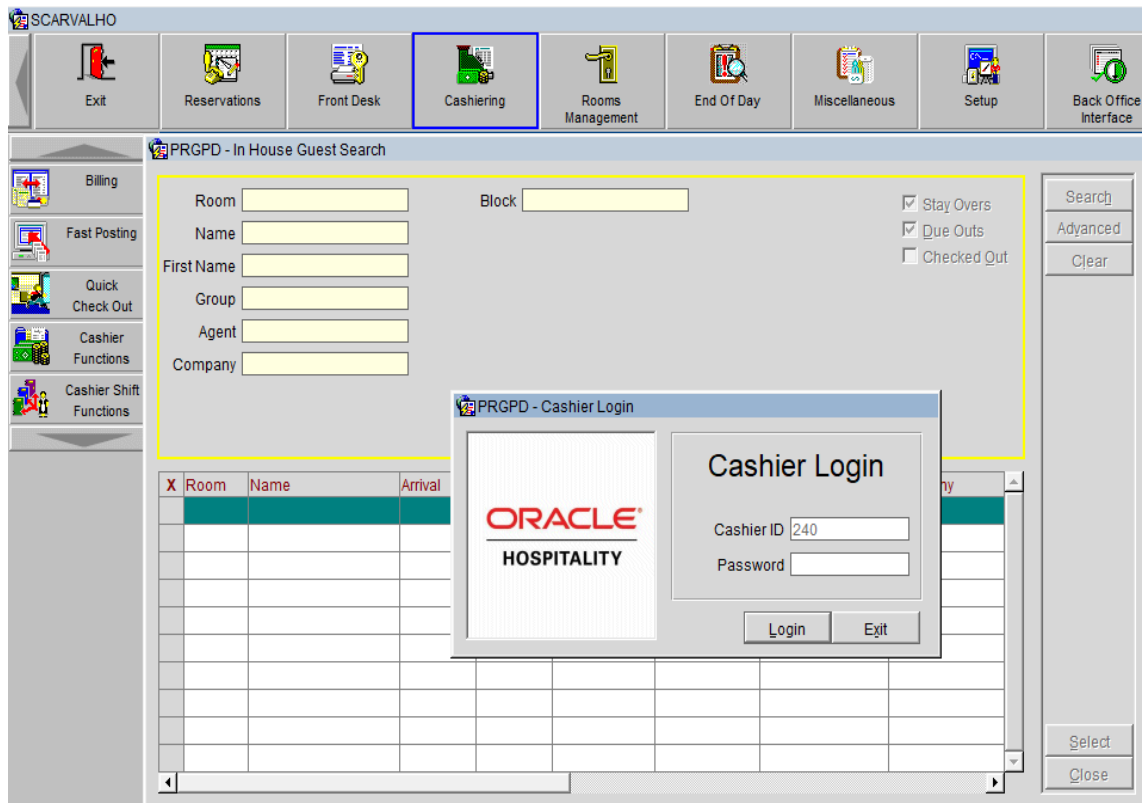 SCARVALHO
Exit
Reservations
Front Desk
Cashiering
Rooms
Management
End Of Day
Miscellaneous
Setup
Back Office
Interface
Billing
Fast Posting
Quick
Check Out
Cashier
Functions
Cashier Shift
Functions
PRGPD - In House Guest Search
Room
Name
First Name
Group
Agent
Company
Block
Stay Overs
Due Outs
Checked Out
Search
Advanced
Clear
X Room Name Arrival ny
PRGPD - Cashier Login
ORACLE®
HOSPITALITY
Cashier Login
Cashier ID 240
Password
Login Exit
Select
Close